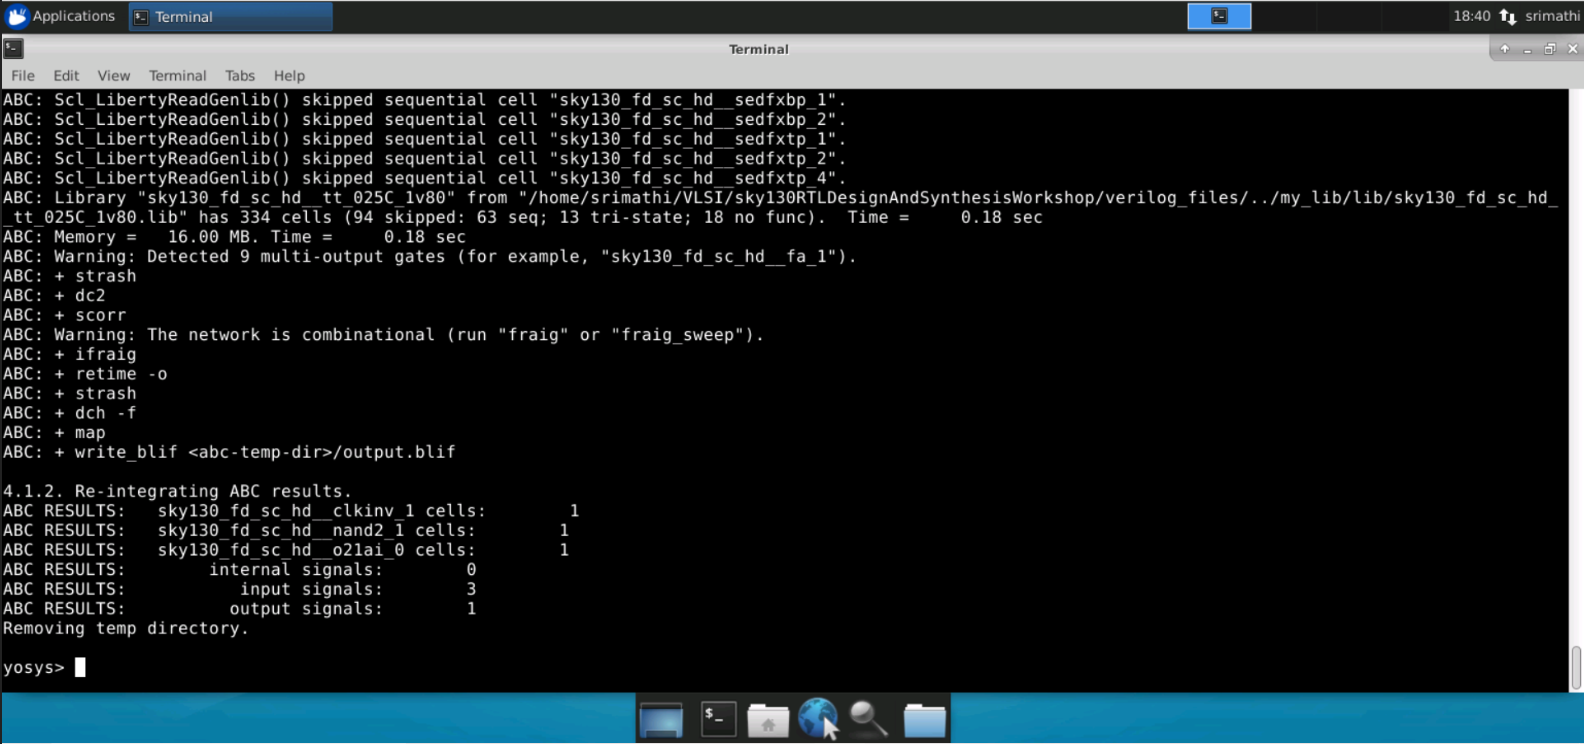 Applications
Terminal
18:40
srimathi
Terminal
File Edit View Terminal Tabs Help
ABC: Scl_LibertyReadGenlib() skipped sequential cell "sky130_fd_sc_hd__sedfxbp_1".
ABC: Scl_LibertyReadGenlib() skipped sequential cell "sky130_fd_sc_hd__sedfxbp_2".
ABC: Scl_LibertyReadGenlib() skipped sequential cell "sky130_fd_sc_hd__sedfxtp_1".
ABC: Scl_LibertyReadGenlib() skipped sequential cell "sky130_fd_sc_hd__sedfxtp_2".
ABC: Scl_LibertyReadGenlib() skipped sequential cell "sky130_fd_sc_hd__sedfxtp_4".
ABC: Library "sky130_fd_sc_hd__tt_025C_1v80" from "/home/srimathi/VLSI/sky130RTLDesignAndSynthesisWorkshop/verilog_files/../my_lib/lib/sky130_fd_sc_hd_
_tt_025C_1v80.lib" has 334 cells (94 skipped: 63 seq; 13 tri-state; 18 no func).  Time =     0.18 sec
ABC: Memory =   16.00 MB. Time =     0.18 sec
ABC: Warning: Detected 9 multi-output gates (for example, "sky130_fd_sc_hd__fa_1").
ABC: + strash
ABC: + dc2
ABC: + scorr
ABC: Warning: The network is combinational (run "fraig" or "fraig_sweep").
ABC: + ifraig
ABC: + retime -o
ABC: + strash
ABC: + dch -f
ABC: + map
ABC: + write_blif <abc-temp-dir>/output.blif
4.1.2. Re-integrating ABC results.
ABC RESULTS:   sky130_fd_sc_hd__clkinv_1 cells:        1
ABC RESULTS:   sky130_fd_sc_hd__nand2_1 cells:        1
ABC RESULTS:   sky130_fd_sc_hd__o21ai_0 cells:        1
ABC RESULTS:        internal signals:        0
ABC RESULTS:           input signals:        3
ABC RESULTS:          output signals:        1
Removing temp directory.
yosys>